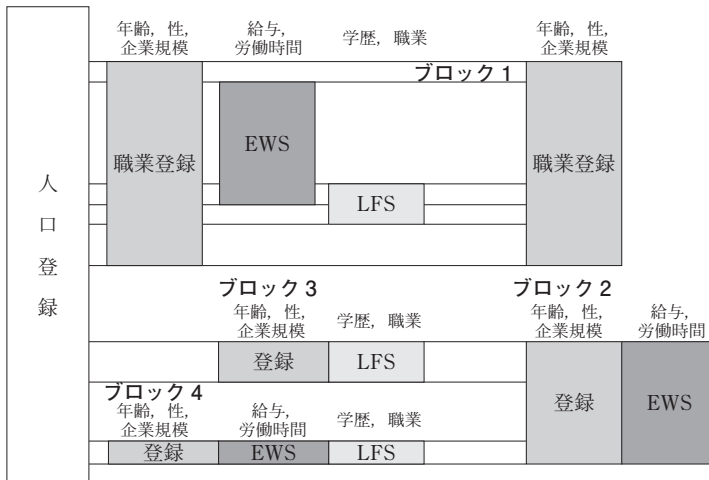 人口登録
年齢，性，
企業規模
給与，
労働時間
学歴，職業
年齢，性，
企業規模
ブロック1
職業登録
EWS
LFS
職業登録
ブロック3
年齢，性，
企業規模
学歴，職業
登録
LFS
ブロック2
年齢，性，
企業規模
給与，
労働時間
登録
EWS
ブロック4
年齢，性，
企業規模
給与，
労働時間
学歴，職業
登録
EWS
LFS